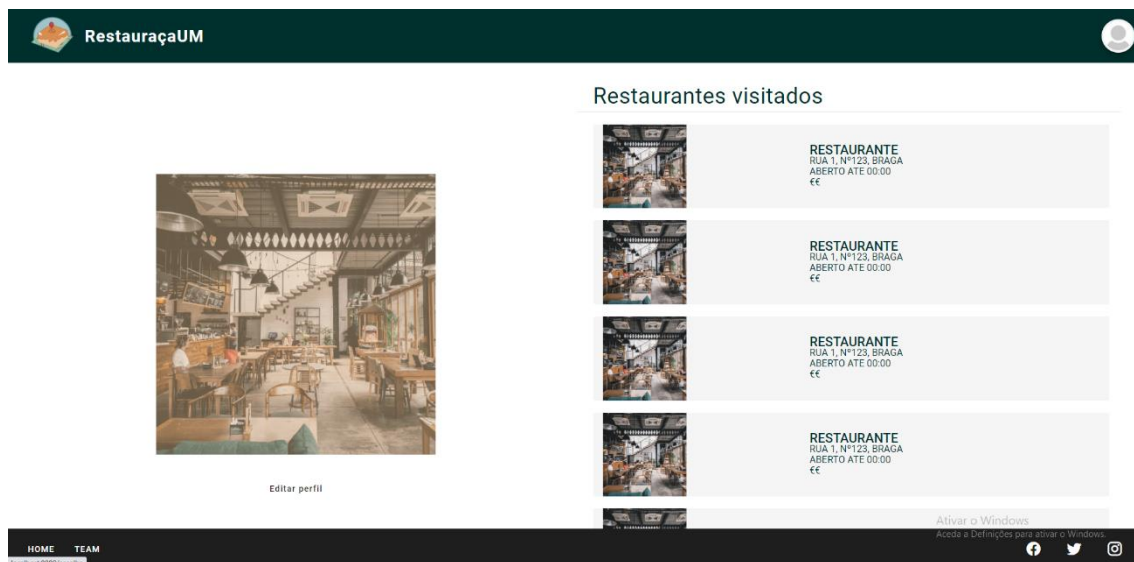 RestauraçaUM
Restaurantes visitados
RESTAURANTE
RUA 1, Nº123, BRAGA
ABERTO ATE 00:00
€€
RESTAURANTE
RUA 1, Nº123, BRAGA
ABERTO ATE 00:00
€€
RESTAURANTE
RUA 1, Nº123, BRAGA
ABERTO ATE 00:00
€€
RESTAURANTE
RUA 1, Nº123, BRAGA
ABERTO ATE 00:00
€€
Editar perfil
Ativar o Windows
Aceda a Definições para ativar o Windows.
HOME TEAM